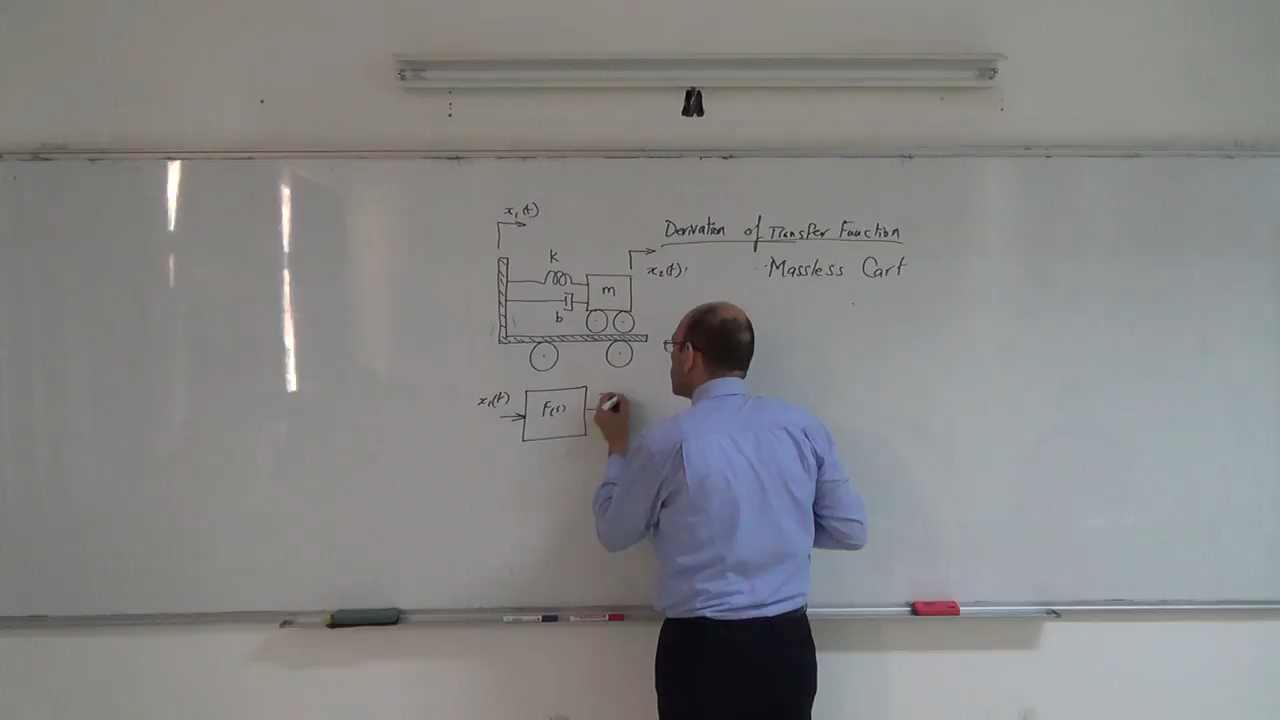 x₁(t)
Derivation of Transfer Function
k
x₂(t)
Massless Cart
m
b
x₁(t)
F(s)